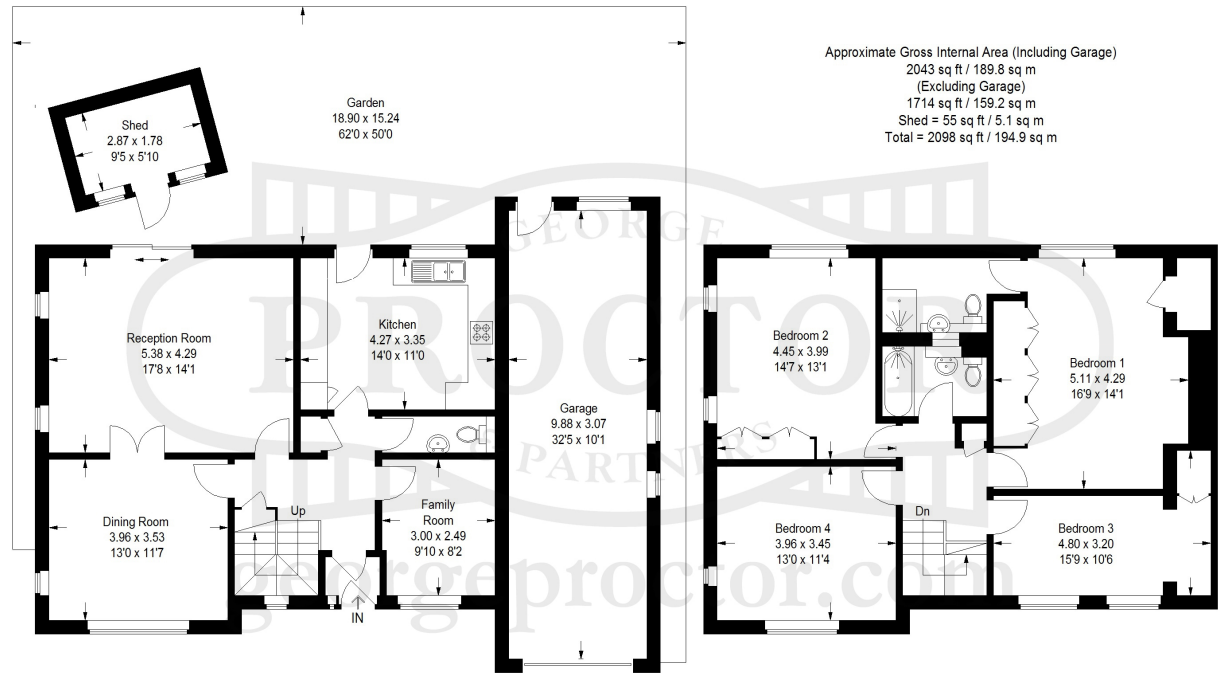 Approximate Gross Internal Area (Including Garage)
2043 sq ft / 189.8 sq m
(Excluding Garage)
1714 sq ft / 159.2 sq m
Shed = 55 sq ft / 5.1 sq m
Total = 2098 sq ft / 194.9 sq m
Garden
18.90 x 15.24
62'0 x 50'0
Shed
2.87 x 1.78
9'5 x 5'10
Reception Room
5.38 x 4.29
17'8 x 14'1
Kitchen
4.27 x 3.35
14'0 x 11'0
Garage
9.88 x 3.07
32'5 x 10'1
Dining Room
3.96 x 3.53
13'0 x 11'7
Up
Family
Room
3.00 x 2.49
9'10 x 8'2
IN
Bedroom 2
4.45 x 3.99
14'7 x 13'1
Bedroom 1
5.11 x 4.29
16'9 x 14'1
Bedroom 4
3.96 x 3.45
13'0 x 11'4
Dn
Bedroom 3
4.80 x 3.20
15'9 x 10'6
GEORGE
PROCTOR
& PARTNERS
georgeproctor.com